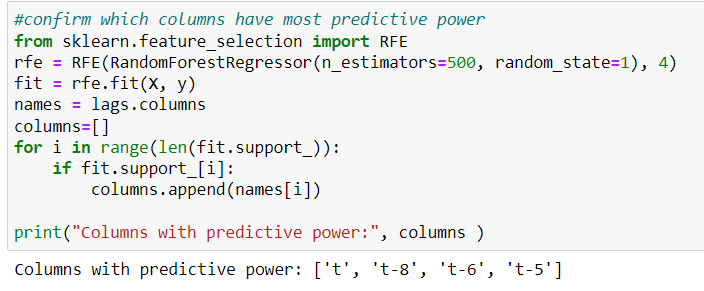 #confirm which columns have most predictive power
from sklearn.feature_selection import RFE
rfe = RFE(RandomForestRegressor(n_estimators=500, random_state=1), 4)
fit = rfe.fit(X, y)
names = lags.columns
columns=[]
for i in range(len(fit.support_)):
    if fit.support_[i]:
        columns.append(names[i])

print("Columns with predictive power:", columns )
Columns with predictive power: ['t', 't-8', 't-6', 't-5']